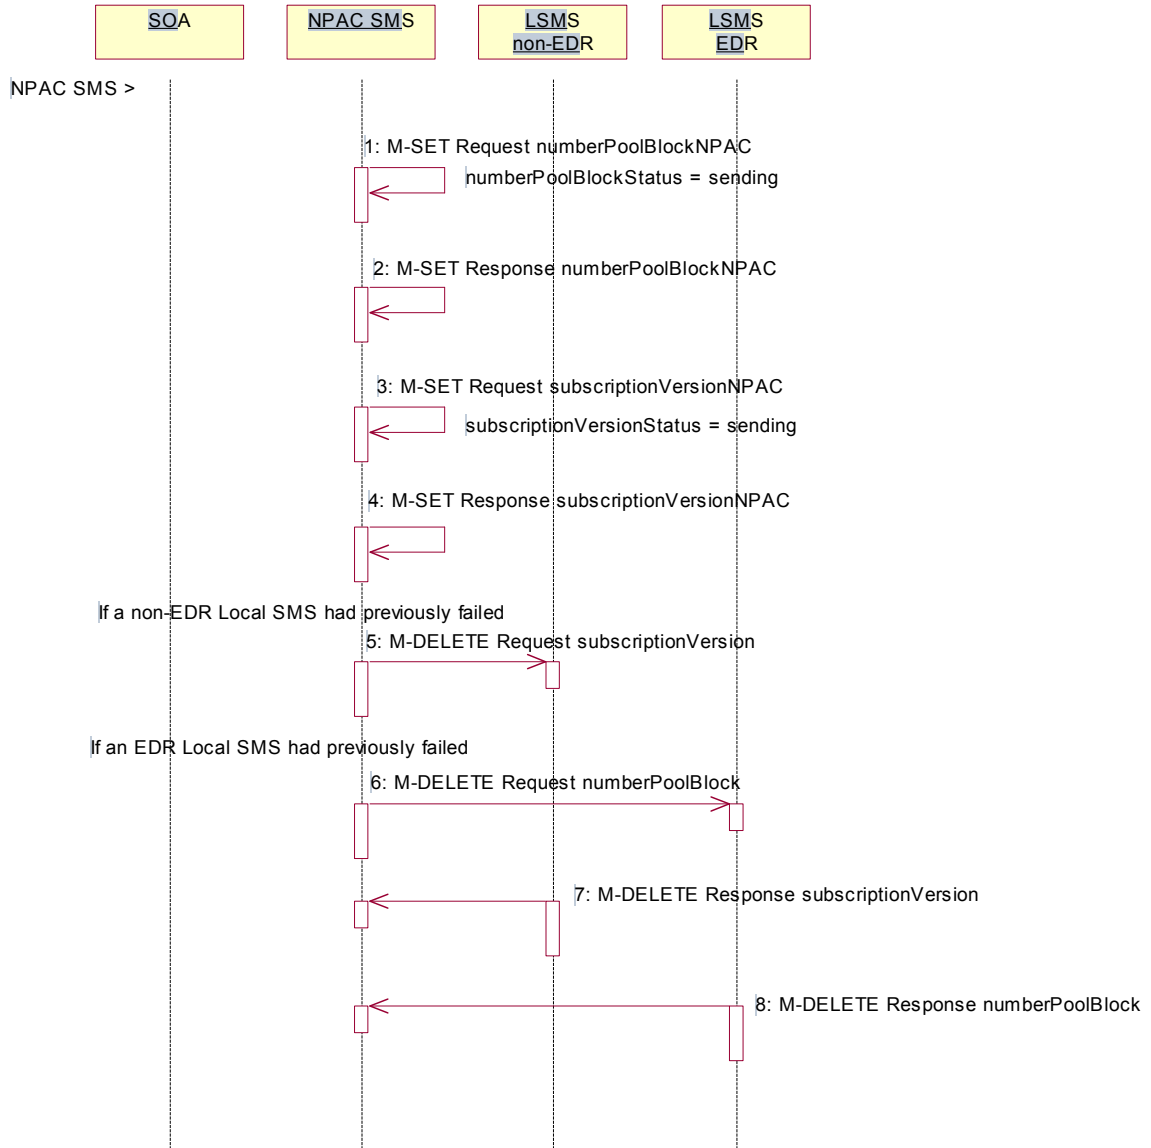 SOA
NPAC SMS
LSMS
non-EDR
LSMS
EDR
NPAC SMS >
1: M-SET Request numberPoolBlockNPAC
numberPoolBlockStatus = sending
2: M-SET Response numberPoolBlockNPAC
3: M-SET Request subscriptionVersionNPAC
subscriptionVersionStatus = sending
4: M-SET Response subscriptionVersionNPAC
If a non-EDR Local SMS had previously failed
5: M-DELETE Request subscriptionVersion
If an EDR Local SMS had previously failed
6: M-DELETE Request numberPoolBlock
7: M-DELETE Response subscriptionVersion
8: M-DELETE Response numberPoolBlock